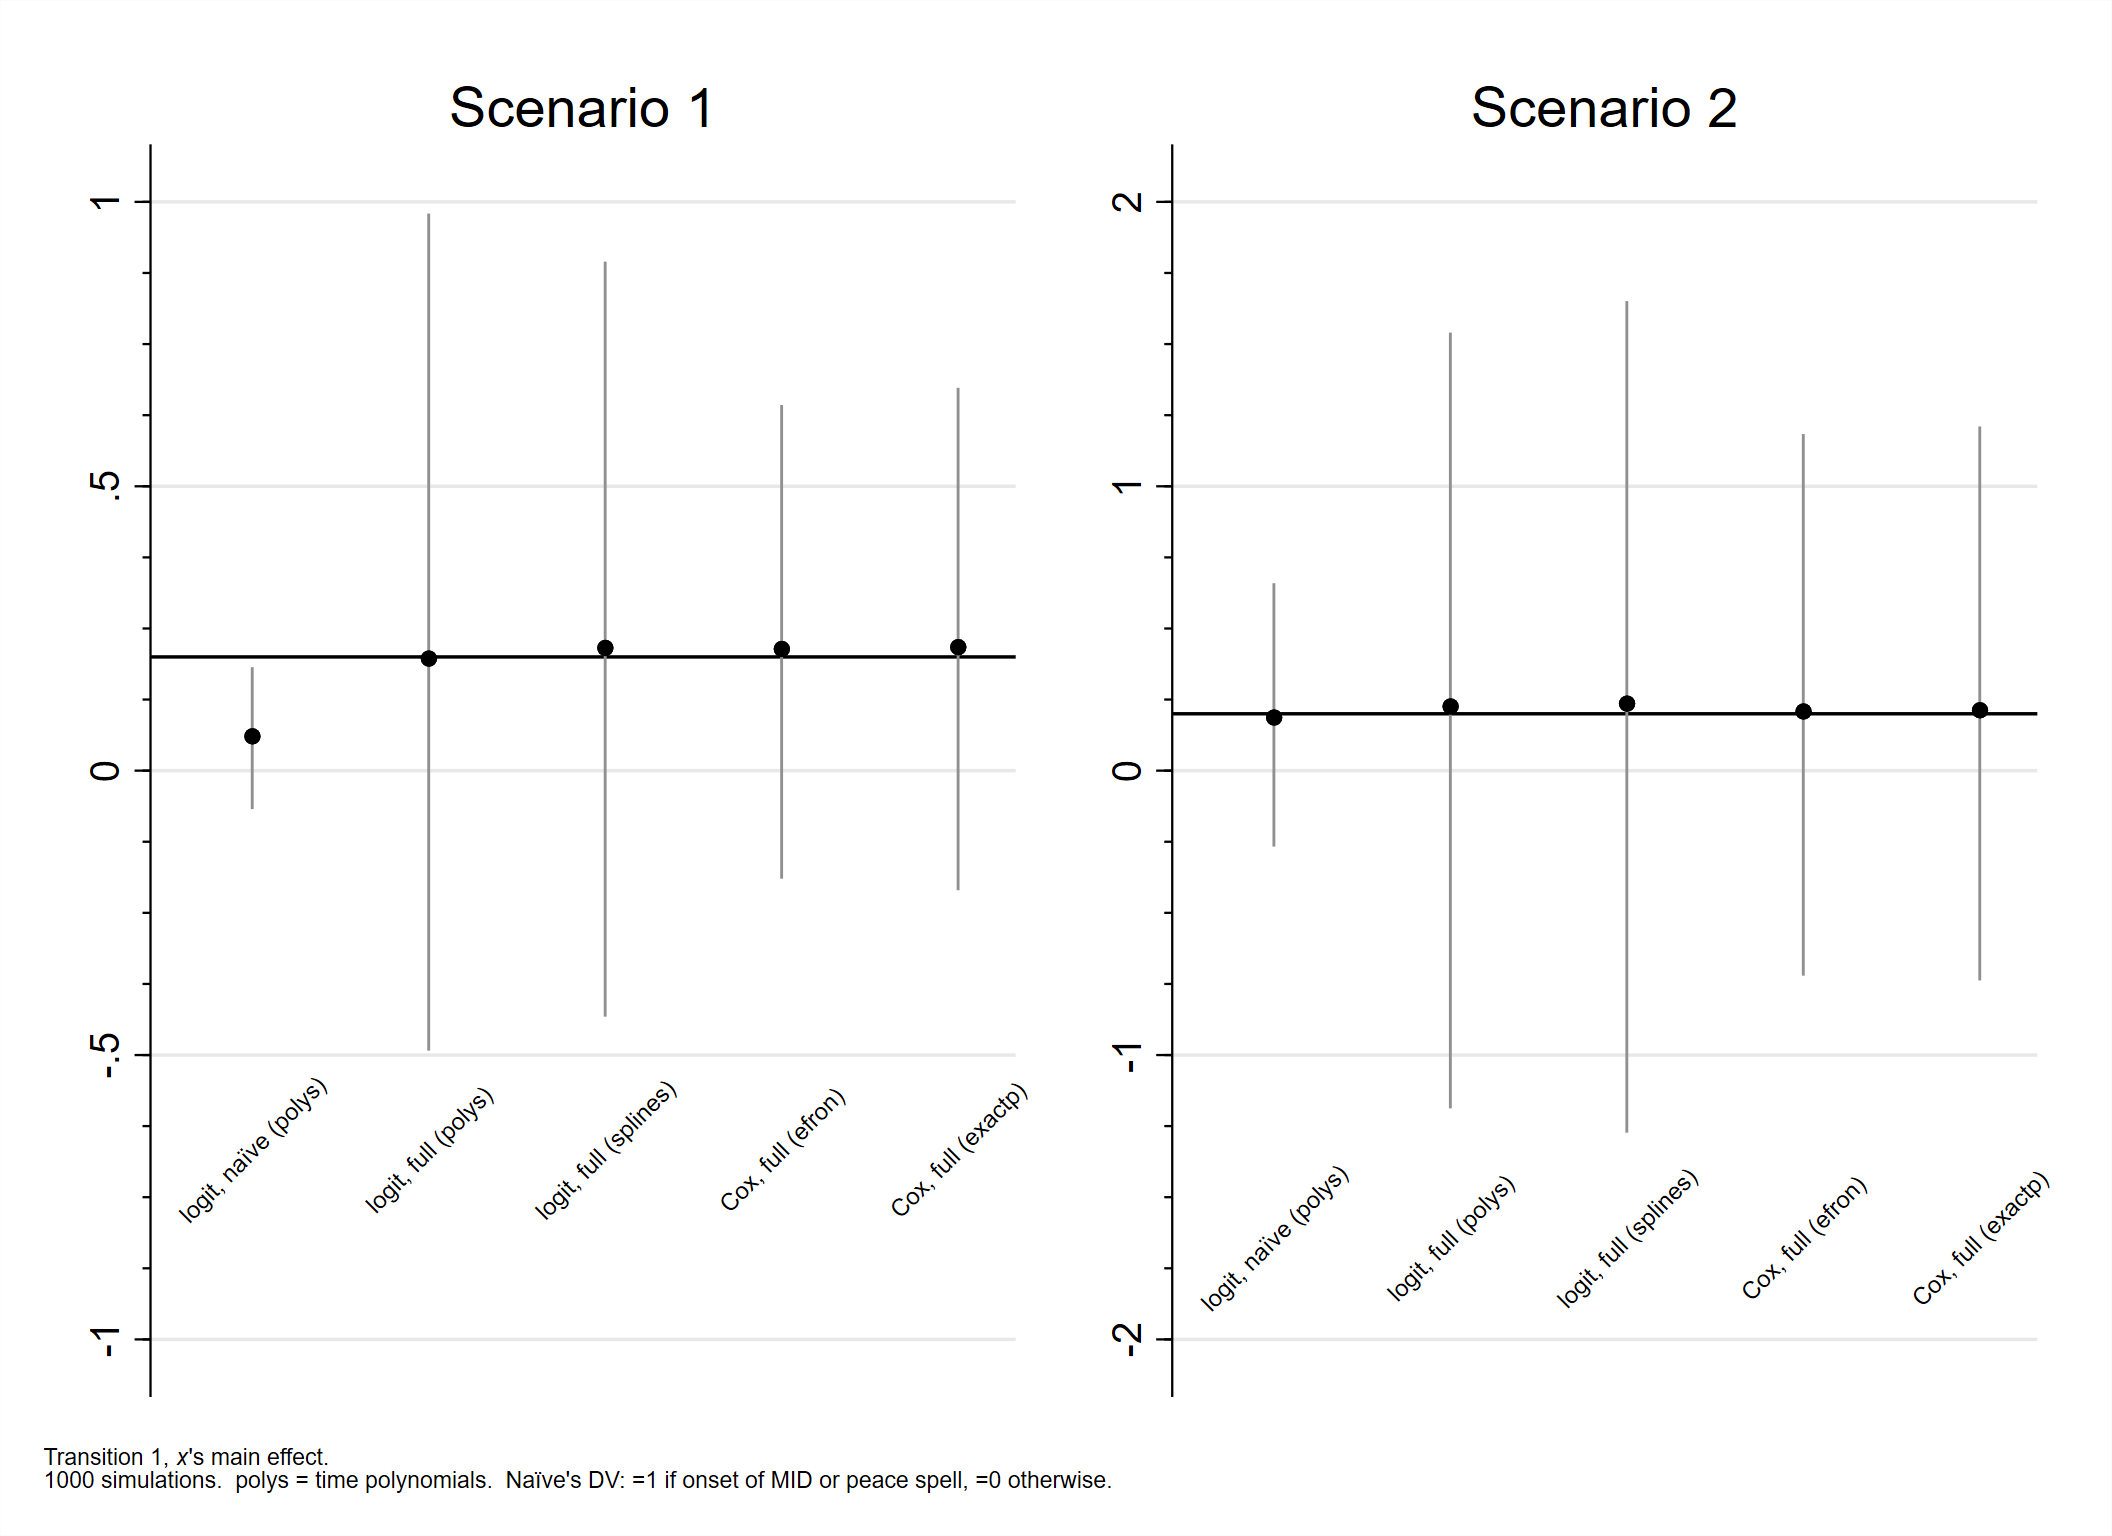 Scenario 1
1
.5
0
-.5
-1
logit, naïve (polys)
logit, full (polys)
logit, full (splines)
Cox, full (efron)
Cox, full (exactp)
Scenario 2
2
1
0
-1
-2
logit, naïve (polys)
logit, full (polys)
logit, full (splines)
Cox, full (efron)
Cox, full (exactp)
Transition 1, x's main effect.
1000 simulations.  polys = time polynomials.  Naïve's DV: =1 if onset of MID or peace spell, =0 otherwise.